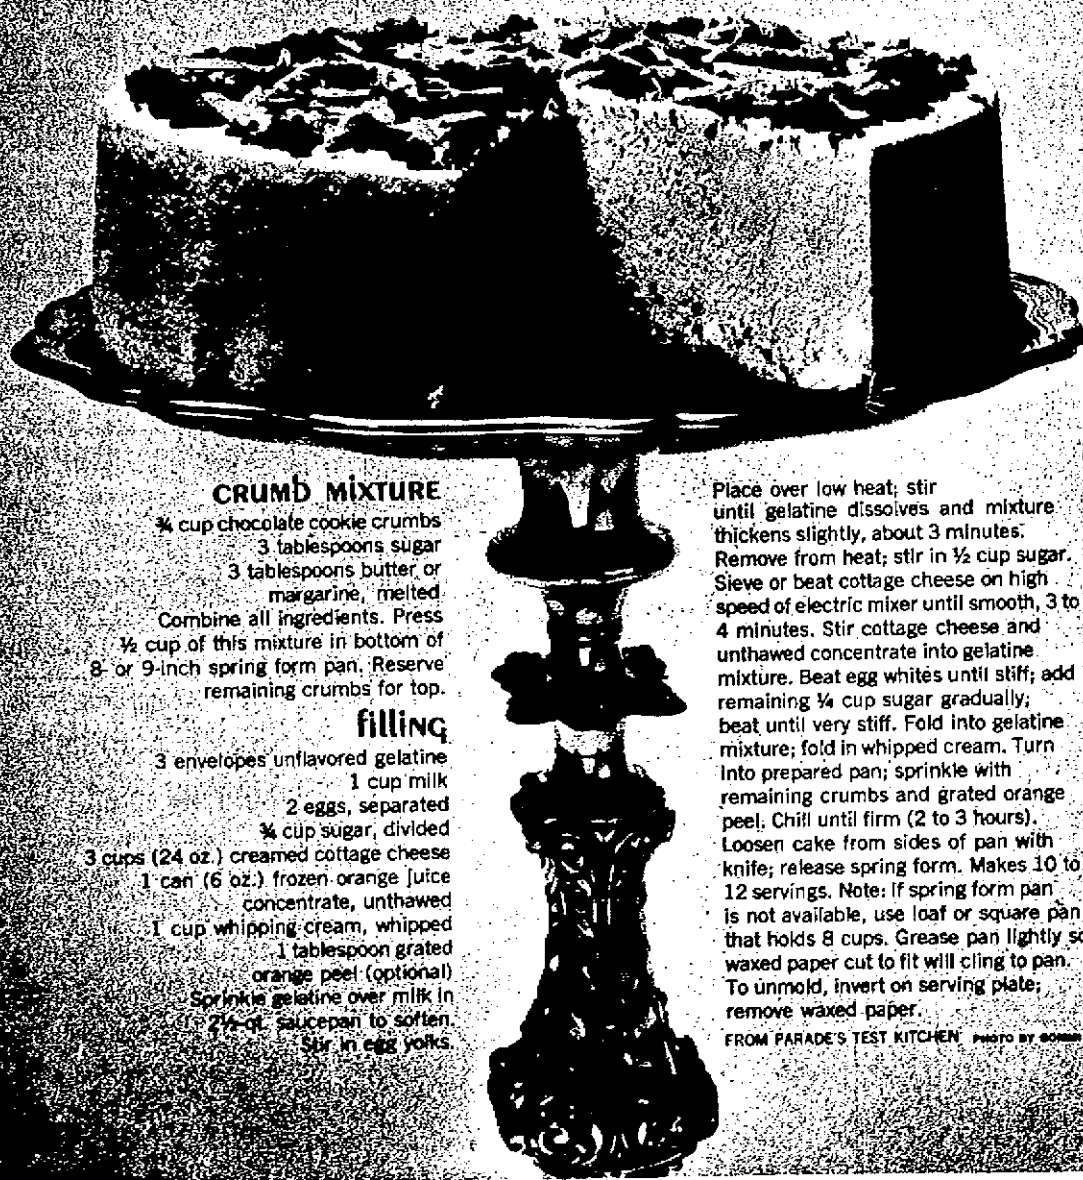 CRUMB MIXTURE
¾ cup chocolate cookie crumbs
3 tablespoons sugar
3 tablespoons butter or
margarine, melted
Combine all ingredients. Press
½ cup of this mixture in bottom of
8- or 9-inch spring form pan. Reserve
remaining crumbs for top.
filling
3 envelopes unflavored gelatine
1 cup milk
2 eggs, separated
¾ cup sugar, divided
3 cups (24 oz.) creamed cottage cheese
1 can (6 oz.) frozen orange juice
concentrate, unthawed
1 cup whipping cream, whipped
1 tablespoon grated
orange peel (optional)
Sprinkle gelatine over milk in
2½-qt. saucepan to soften.
Stir in egg yolks.
Place over low heat; stir
until gelatine dissolves and mixture
thickens slightly, about 3 minutes.
Remove from heat; stir in ½ cup sugar.
Sieve or beat cottage cheese on high
speed of electric mixer until smooth, 3 to
4 minutes. Stir cottage cheese and
unthawed concentrate into gelatine
mixture. Beat egg whites until stiff; add
remaining ¼ cup sugar gradually;
beat until very stiff. Fold into gelatine
mixture; fold in whipped cream. Turn
into prepared pan; sprinkle with
remaining crumbs and grated orange
peel. Chill until firm (2 to 3 hours).
Loosen cake from sides of pan with
knife; release spring form. Makes 10 to
12 servings. Note: If spring form pan
is not available, use loaf or square pan
that holds 8 cups. Grease pan lightly so
waxed paper cut to fit will cling to pan.
To unmold, invert on serving plate;
remove waxed paper.
FROM PARADE'S TEST KITCHEN PHOTO BY